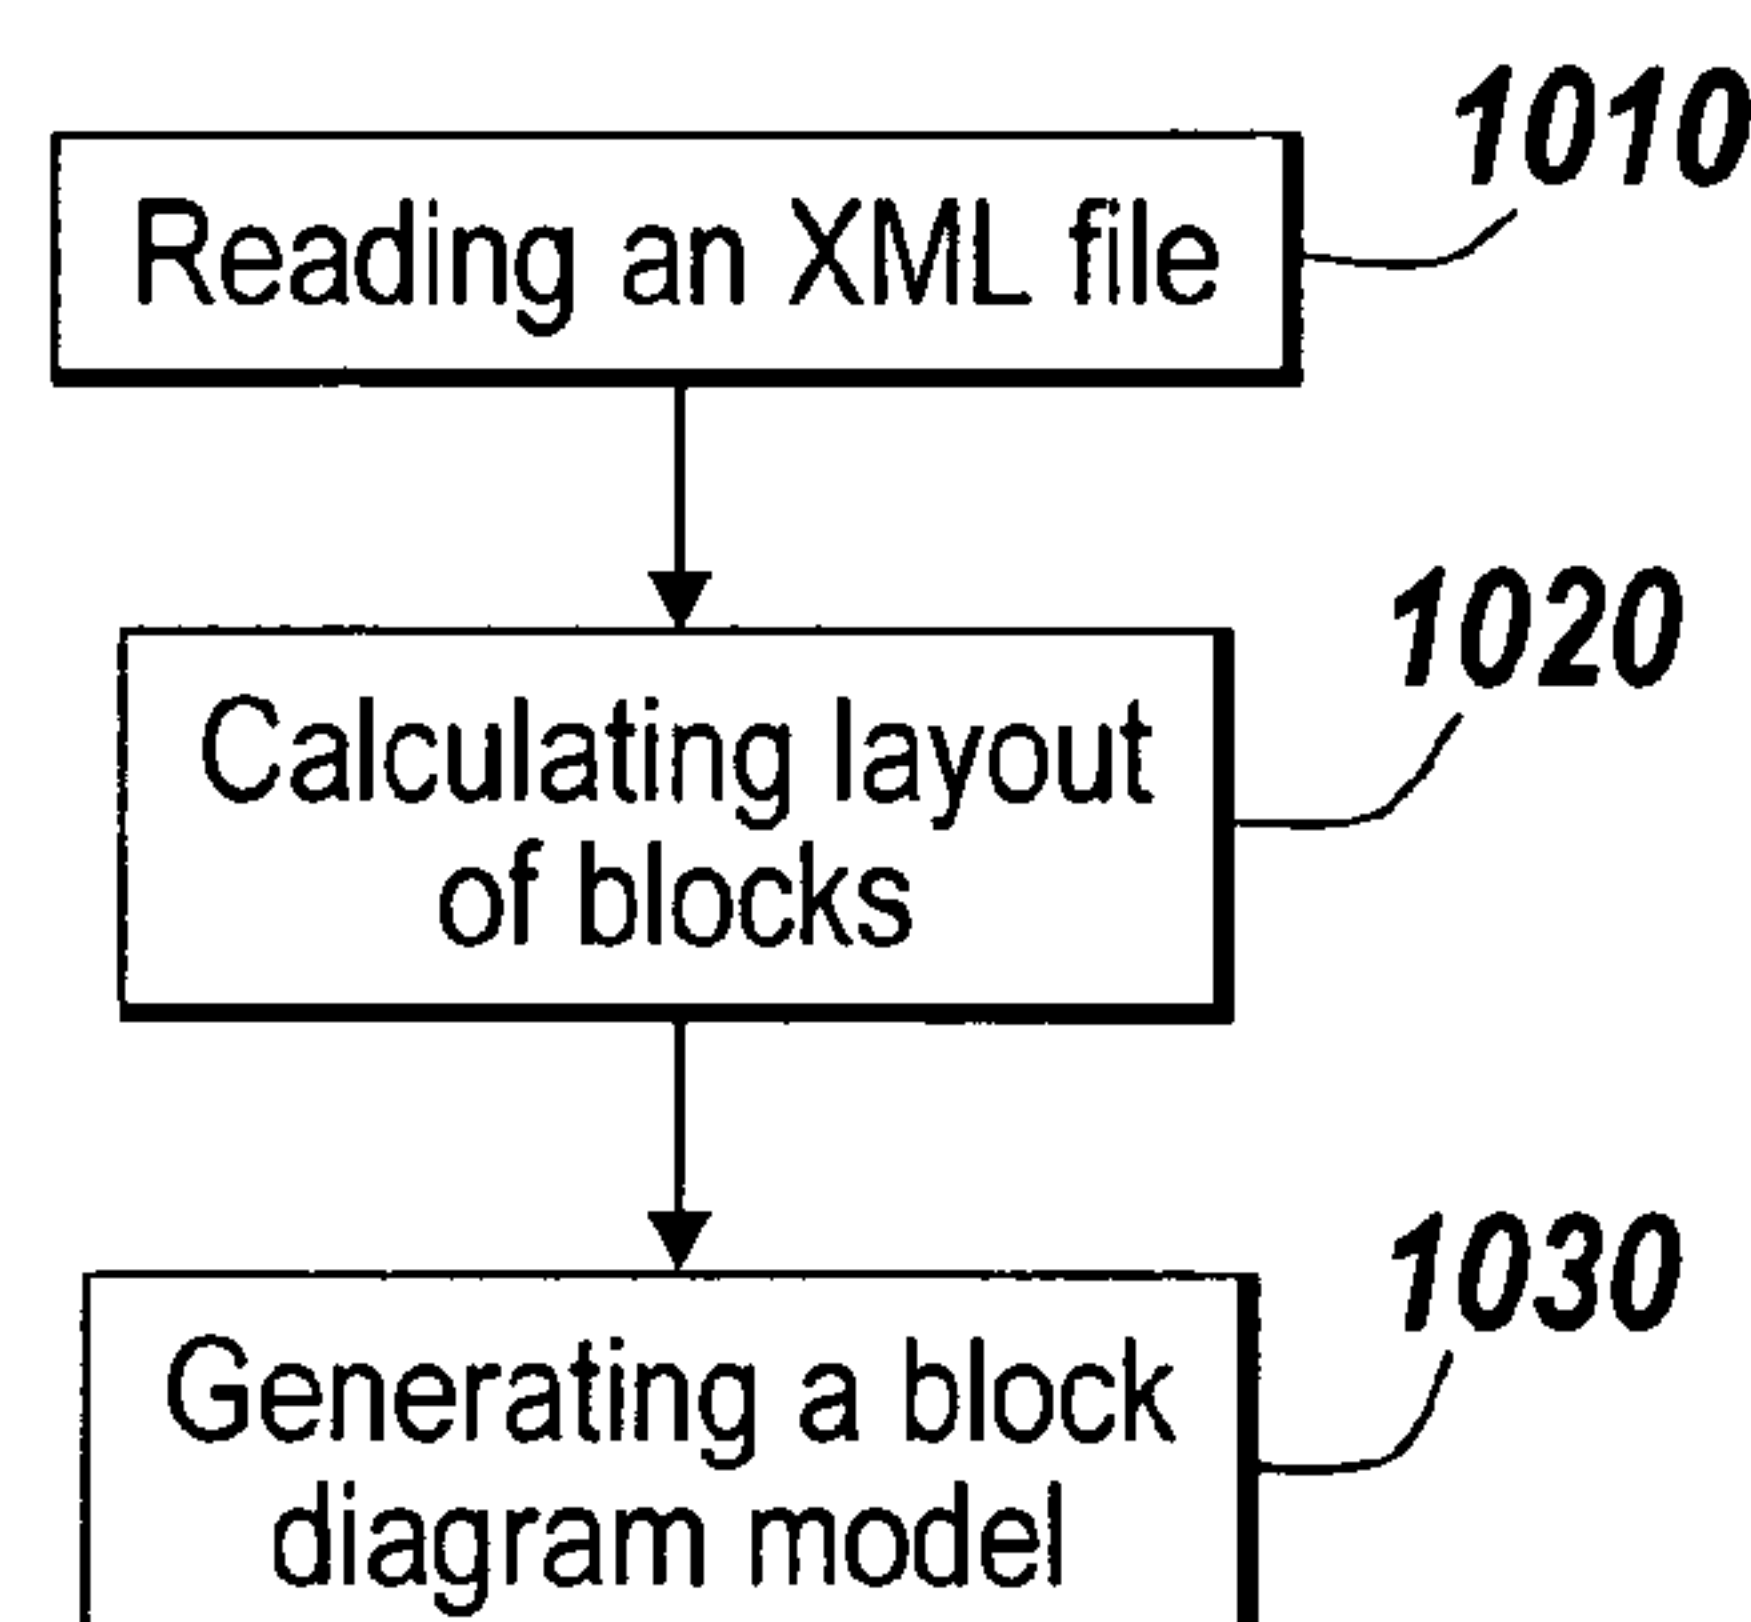 1010
Reading an XML file
1020
Calculating layout
of blocks
1030
Generating a block
diagram model